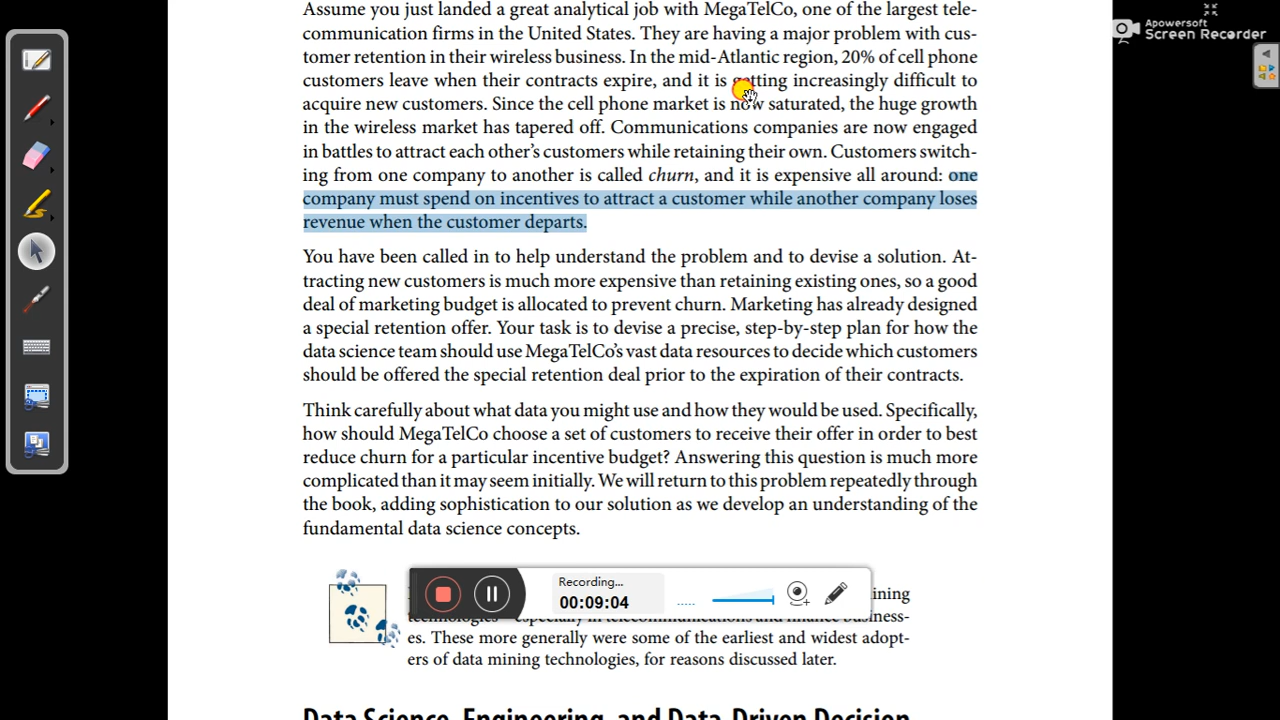 Assume you just landed a great analytical job with MegaTelCo, one of the largest tele-
communication firms in the United States. They are having a major problem with cus-
tomer retention in their wireless business. In the mid-Atlantic region, 20% of cell phone
customers leave when their contracts expire, and it is getting increasingly difficult to
acquire new customers. Since the cell phone market is now saturated, the huge growth
in the wireless market has tapered off. Communications companies are now engaged
in battles to attract each other’s customers while retaining their own. Customers switch-
ing from one company to another is called churn, and it is expensive all around: one
company must spend on incentives to attract a customer while another company loses
revenue when the customer departs.
You have been called in to help understand the problem and to devise a solution. At-
tracting new customers is much more expensive than retaining existing ones, so a good
deal of marketing budget is allocated to prevent churn. Marketing has already designed
a special retention offer. Your task is to devise a precise, step-by-step plan for how the
data science team should use MegaTelCo’s vast data resources to decide which customers
should be offered the special retention deal prior to the expiration of their contracts.
Think carefully about what data you might use and how they would be used. Specifically,
how should MegaTelCo choose a set of customers to receive their offer in order to best
reduce churn for a particular incentive budget? Answering this question is much more
complicated than it may seem initially. We will return to this problem repeatedly through
the book, adding sophistication to our solution as we develop an understanding of the
fundamental data science concepts.
ining
technologies—especially in telecommunications and finance business-
es. These more generally were some of the earliest and widest adopt-
ers of data mining technologies, for reasons discussed later.
Data Science, Engineering, and Data-Driven Decision
Recording...
00:09:04
Apowersoft
Screen Recorder